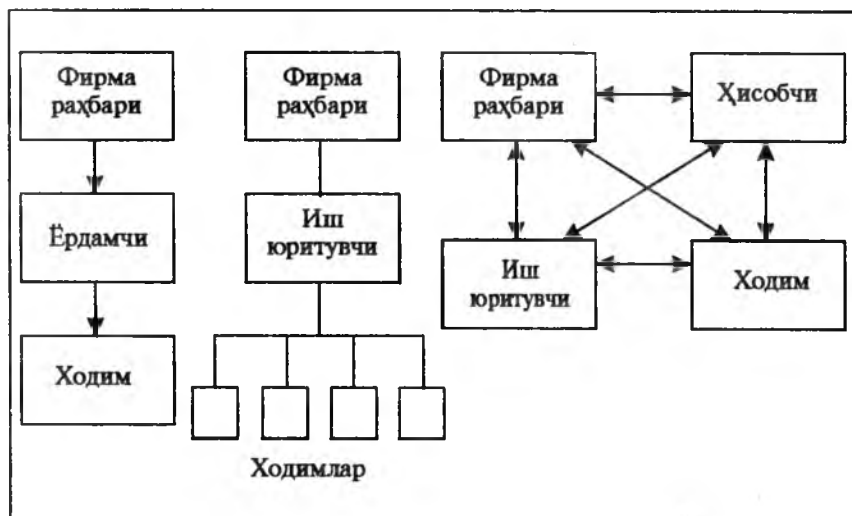 Фирма
раҳбари
Ёрдамчи
Ходим
Фирма
раҳбари
Иш
юритувчи
Ходимлар
Фирма
раҳбари
Ҳисобчи
Иш
юритувчи
Ходим